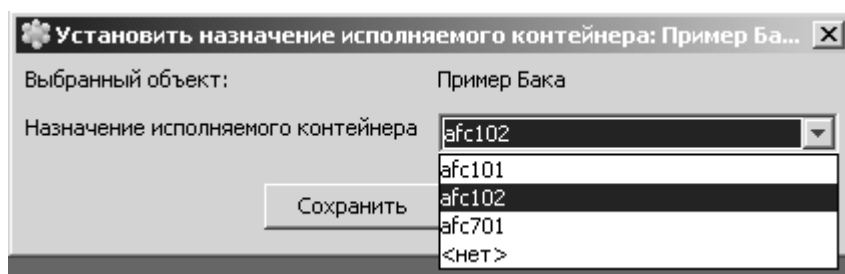 Установить назначение исполняемого контейнера: Пример Ба...
Выбранный объект: Пример Бака
Назначение исполняемого контейнера afc102
afc101
Сохранить afc102
afc701
<нет>